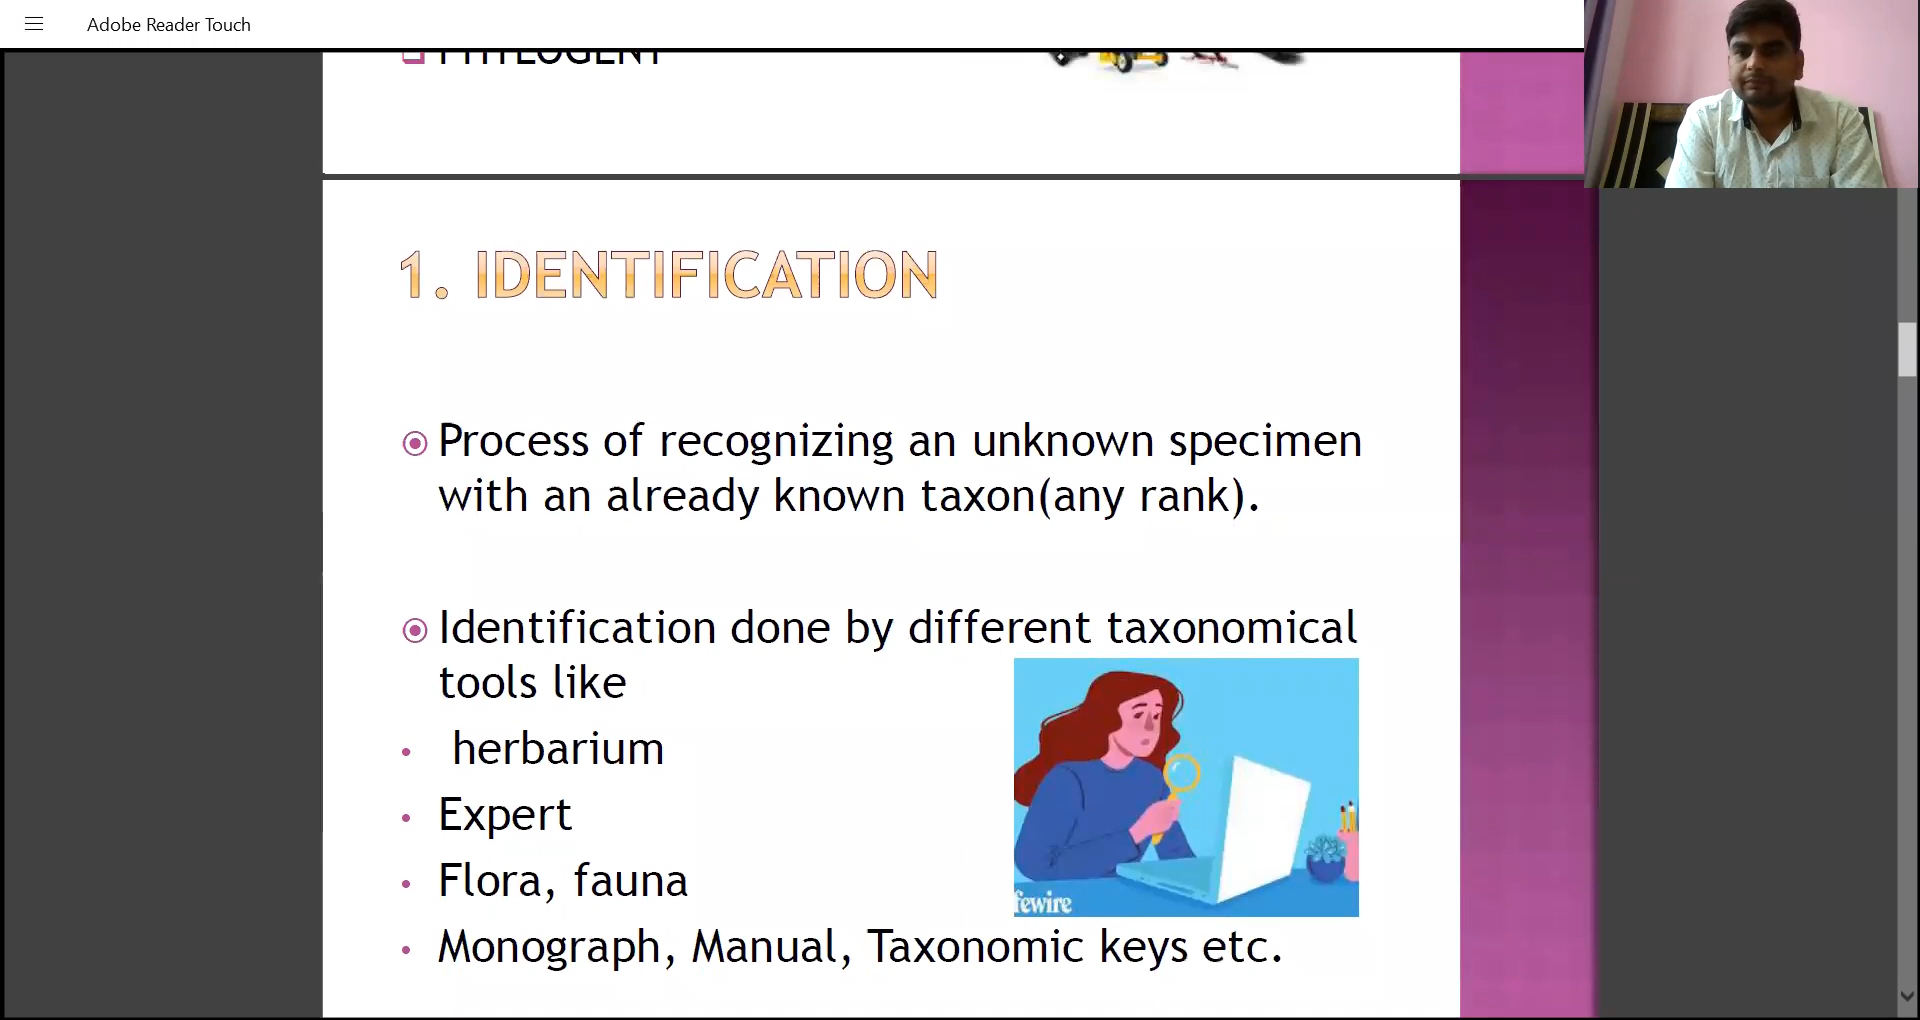 Adobe Reader Touch
PHYLOGENY
1. IDENTIFICATION
Process of recognizing an unknown specimen
with an already known taxon(any rank).
Identification done by different taxonomical
tools like
• herbarium
• Expert
• Flora, fauna
• Monograph, Manual, Taxonomic keys etc.
fewire